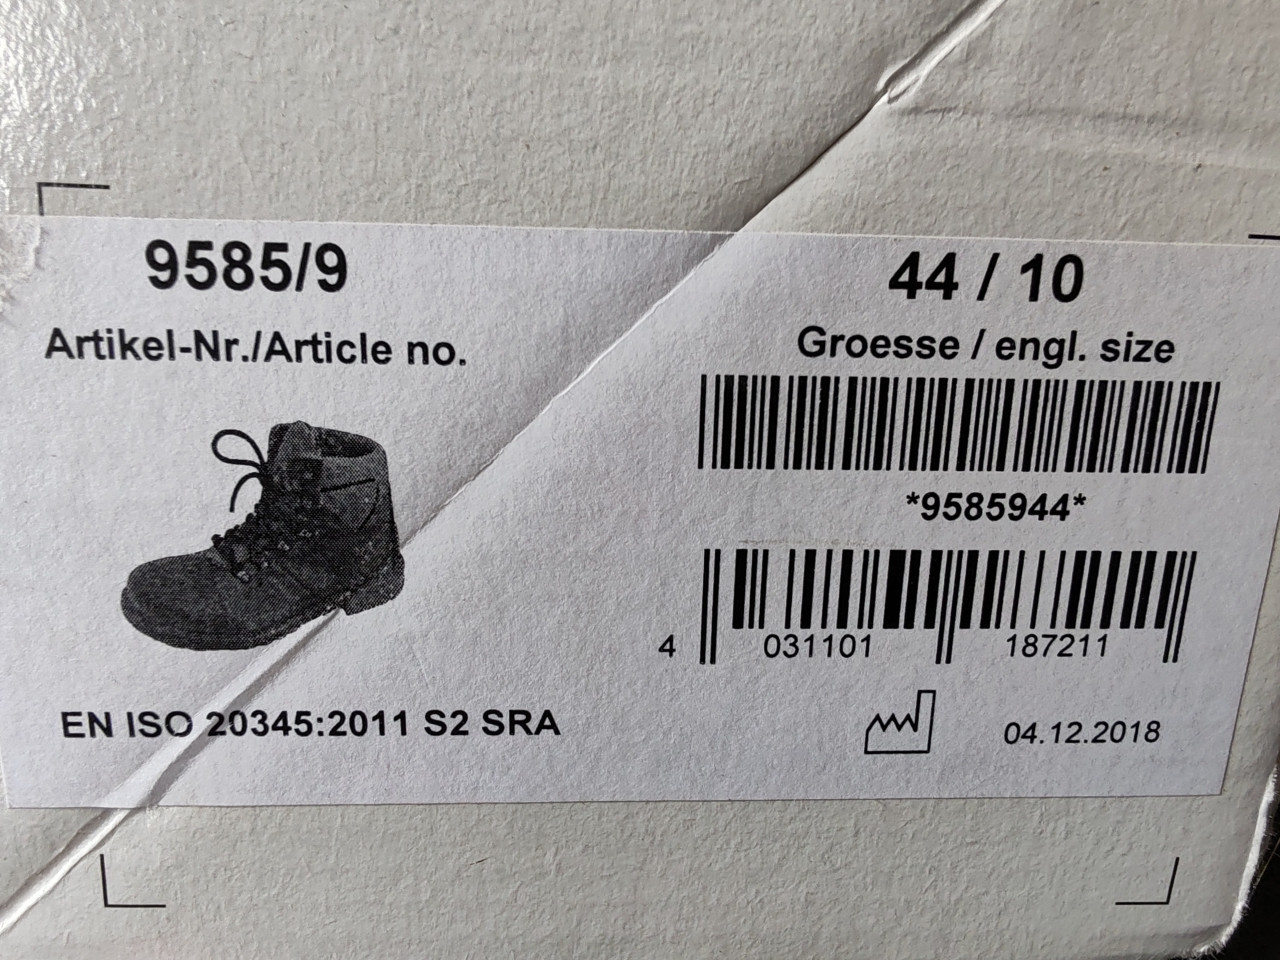 9585/9
Artikel-Nr./Article no.
44 / 10
Groesse / engl. size
*9585944*
4 031101 187211
EN ISO 20345:2011 S2 SRA
04.12.2018